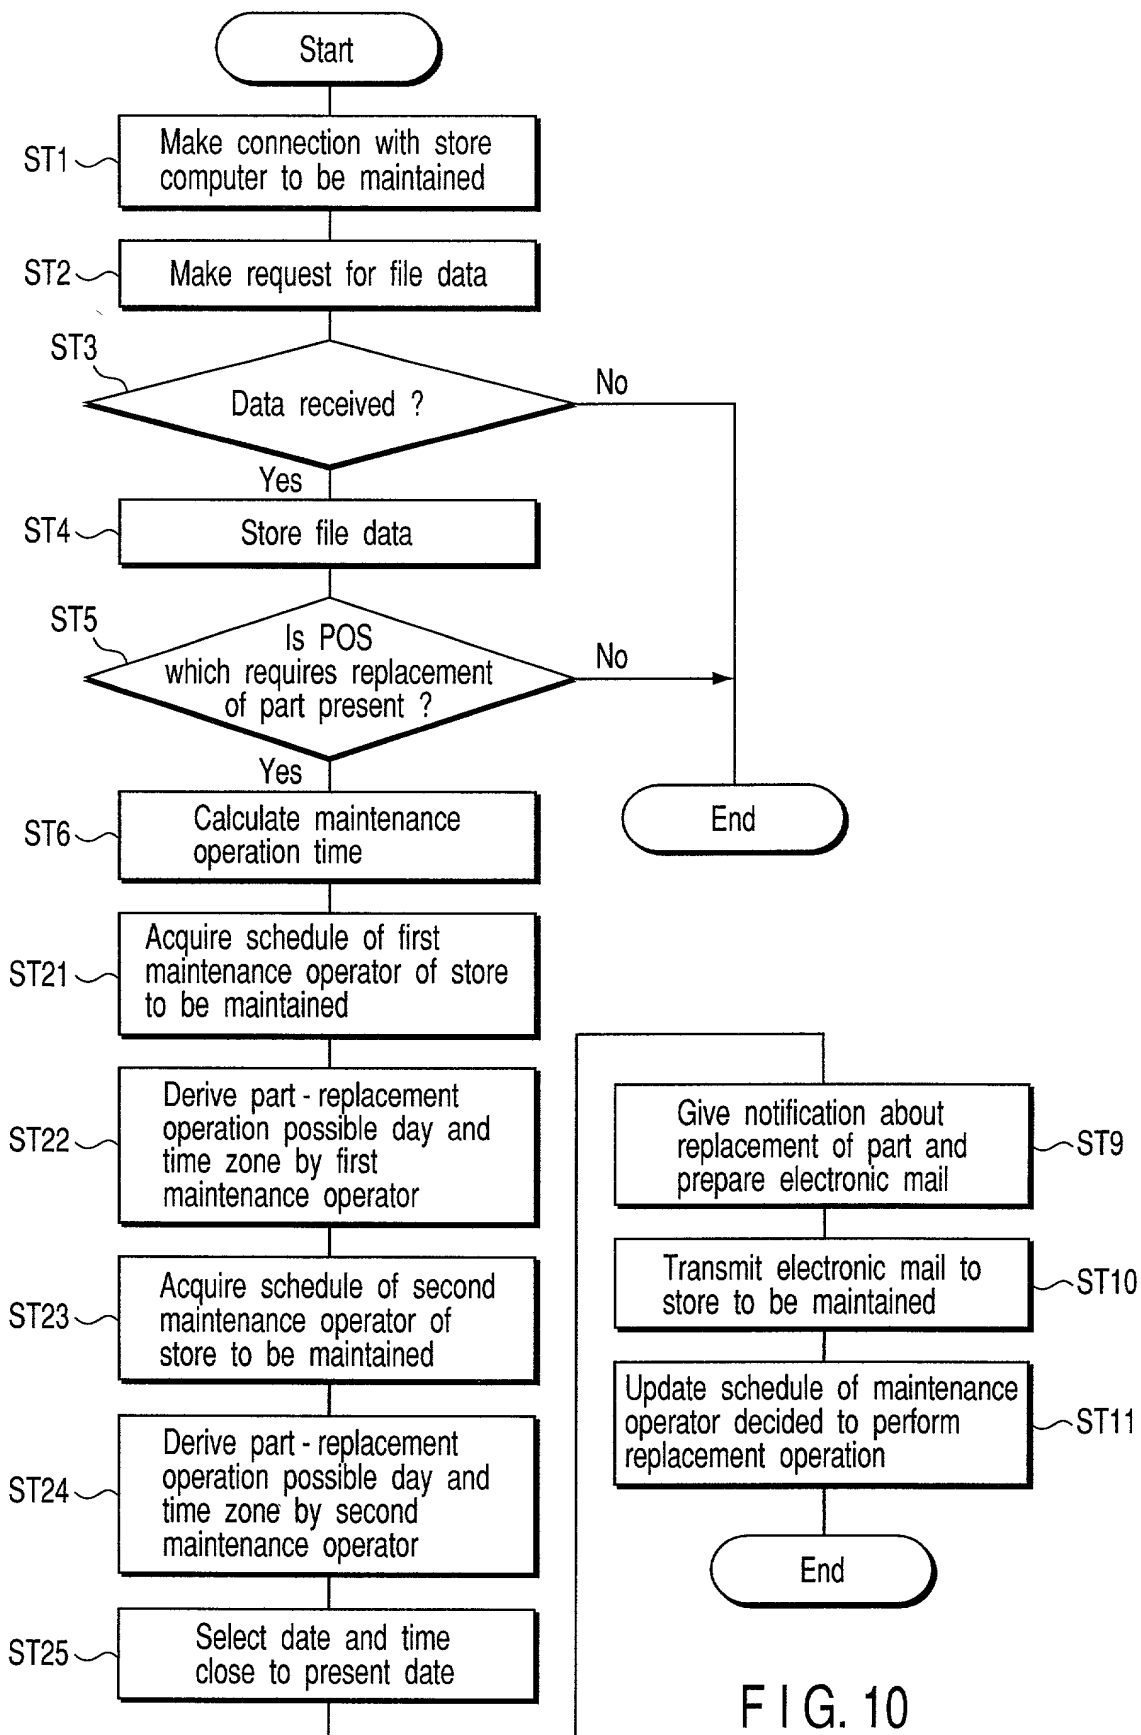 Start
ST1
Make connection with store
computer to be maintained
ST2
Make request for file data
ST3
Data received ?
No
Yes
ST4
Store file data
ST5
Is POS
which requires replacement
of part present ?
No
Yes
End
ST6
Calculate maintenance
operation time
ST21
Acquire schedule of first
maintenance operator of store
to be maintained
ST22
Derive part - replacement
operation possible day and
time zone by first
maintenance operator
ST23
Acquire schedule of second
maintenance operator of
store to be maintained
ST24
Derive part - replacement
operation possible day and
time zone by second
maintenance operator
ST25
Select date and time
close to present date
Give notification about
replacement of part and
prepare electronic mail
ST9
Transmit electronic mail to
store to be maintained
ST10
Update schedule of maintenance
operator decided to perform
replacement operation
ST11
End
FIG. 10